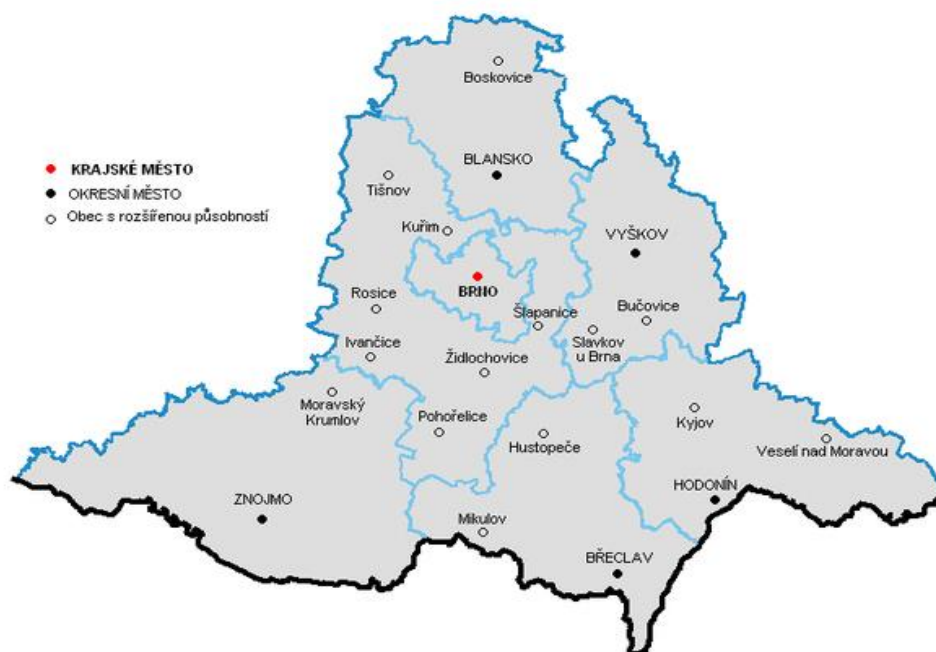 Boskovice
BLANSKO
KRAJSKÉ MĚSTO
OKRESNÍ MĚSTO
Obec s rozšířenou působností
Tišnov
Kuřim
VYŠKOV
BRNO
Rosice
Šlapanice
Bučovice
Slavkov
u Brna
Ivančice
Židlochovice
Moravský
Krumlov
Pohořelice
Hustopeče
Kyjov
Veselí nad Moravou
ZNOJMO
HODONÍN
Mikulov
BŘECLAV